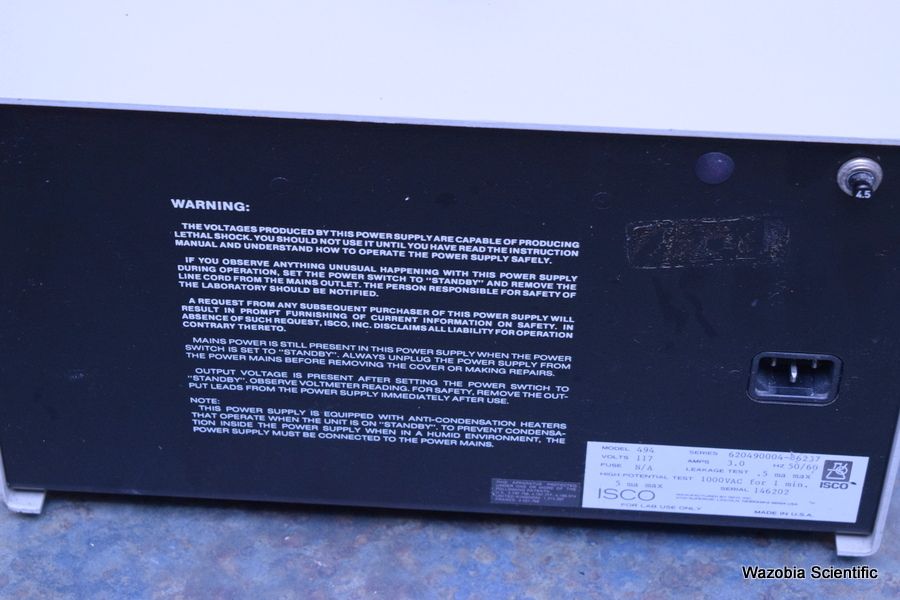 4.5
WARNING:
THE VOLTAGES PRODUCED BY THIS POWER SUPPLY ARE CAPABLE OF PRODUCING
LETHAL SHOCK. YOU SHOULD NOT USE IT UNTIL YOU HAVE READ THE INSTRUCTION
MANUAL AND UNDERSTAND HOW TO OPERATE THE POWER SUPPLY SAFELY.
IF YOU OBSERVE ANYTHING UNUSUAL HAPPENING WITH THIS POWER SUPPLY
DURING OPERATION, SET THE POWER SWITCH TO "STANDBY" AND REMOVE THE
LINE CORD FROM THE MAINS OUTLET. THE PERSON RESPONSIBLE FOR SAFETY OF
THE LABORATORY SHOULD BE NOTIFIED.
A REQUEST FROM ANY SUBSEQUENT PURCHASER OF THIS POWER SUPPLY WILL
RESULT IN PROMPT FURNISHING OF CURRENT INFORMATION ON SAFETY. IN
ABSENCE OF SUCH REQUEST, ISCO, INC. DISCLAIMS ALL LIABILITY FOR OPERATION
CONTRARY THERETO.
MAINS POWER IS STILL PRESENT IN THIS POWER SUPPLY WHEN THE POWER
SWITCH IS SET TO "STANDBY". ALWAYS UNPLUG THE POWER SUPPLY FROM
THE POWER MAINS BEFORE REMOVING THE COVER OR MAKING REPAIRS.
OUTPUT VOLTAGE IS PRESENT AFTER SETTING THE POWER SWTICH TO
"STANDBY". OBSERVE VOLTMETER READING. FOR SAFETY, REMOVE THE OUT-
PUT LEADS FROM THE POWER SUPPLY IMMEDIATELY AFTER USE.
NOTE:
THIS POWER SUPPLY IS EQUIPPED WITH ANTI-CONDENSATION HEATERS
THAT OPERATE WHEN THE UNIT IS ON "STANDBY". TO PREVENT CONDENSA-
TION INSIDE THE POWER SUPPLY WHEN IN A HUMID ENVIRONMENT, THE
POWER SUPPLY MUST BE CONNECTED TO THE POWER MAINS.
MODEL 494 SERIES 620490004-86237
VOLTS 117 AMPS 3.0 HZ 50/60
FUSE N/A LEAKAGE TEST .5 ma max
HIGH-POTENTIAL TEST 1000VAC for 1 min.
5 ma max SERIAL 146202
ISCO
ISCO
FOR LAB USE ONLY MADE IN U.S.A.
Wazobia Scientific